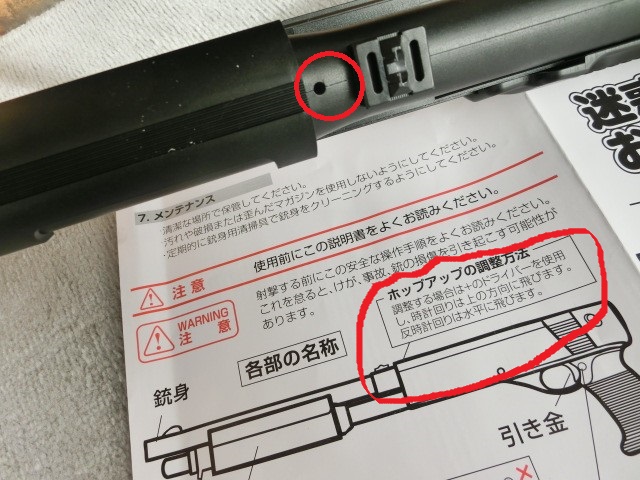 7. メンテナンス
・清潔な場所で保管してください。
・汚れや破損または歪んだマガジンを使用しないようにしてください。
・定期的に銃身用清掃具で銃身をクリーニングするようにしてください。
使用前にこの説明書をよくお読みください。
注意
WARNING
注 意
射撃する前にこの安全な操作手順をよくお読みください。
これを怠ると、けが、事故、銃の損傷を引き起こす可能性が
あります。
ホップアップの調整方法
調整する場合は+のドライバーを使用
し、時計回りは上の方向に飛びます。
反時計回りは水平に飛びます。
各部の名称
銃身
引き金
迷惑
お